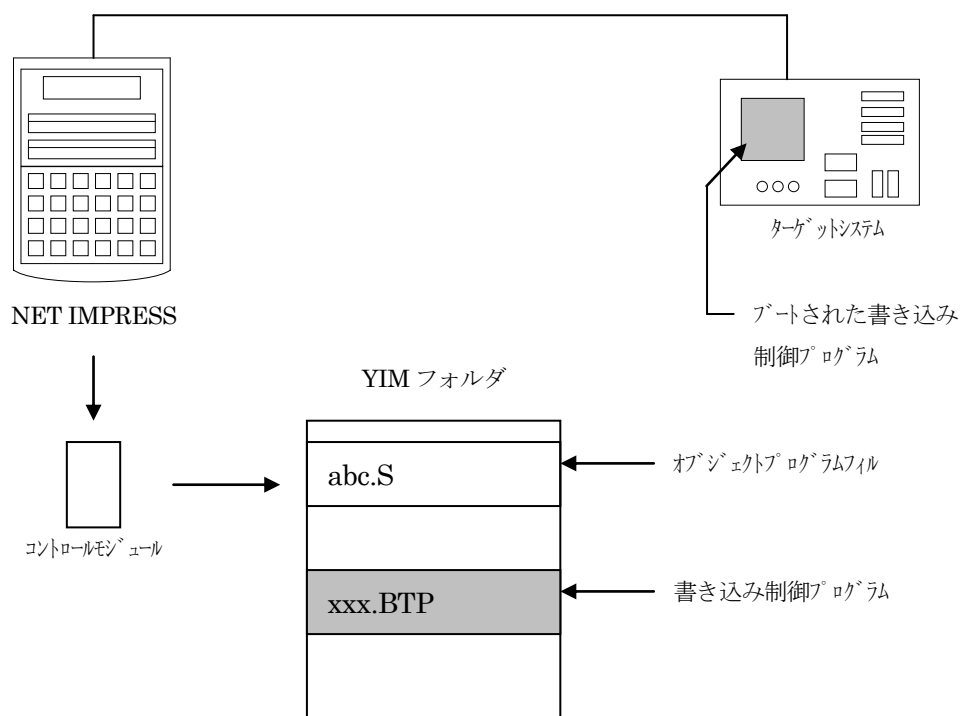 ﾀｰｹﾞｯﾄｼｽﾃﾑ
NET IMPRESS
ﾌﾞｰﾄされた書き込み
制御ﾌﾟﾛｸﾞﾗﾑ
YIM フォルダ
abc.S
ｵﾌﾞｼﾞｪｸﾄﾌﾟﾛｸﾞﾗﾑﾌｨﾙ
ｺﾝﾄﾛｰﾙﾓｼﾞｭｰﾙ
xxx.BTP
書き込み制御ﾌﾟﾛｸﾞﾗﾑ